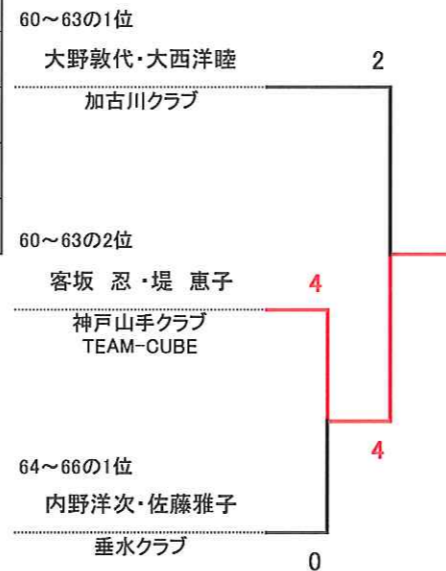 60～63の1位
大野敦代・大西洋睦
2
加古川クラブ
60～63の2位
客坂 忍・堤 恵子
4
神戸山手クラブ
TEAM-CUBE
4
64～66の1位
内野洋次・佐藤雅子
垂水クラブ
0